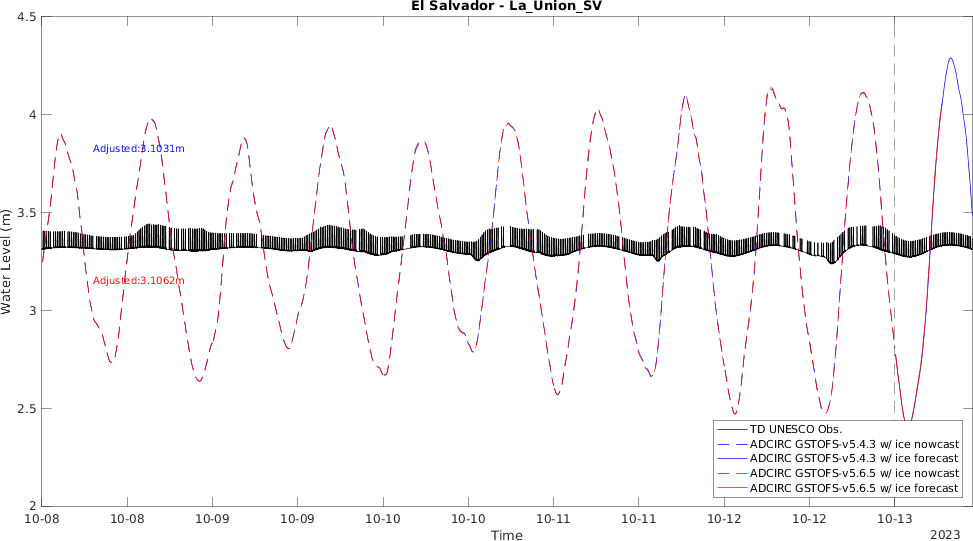 El Salvador - La_Union_SV
4.5
4
3.5
3
2.5
2
Water Level (m)
Adjusted:3.1031m
Adjusted:3.1062m
TD UNESCO Obs.
ADCIRC GSTOFS-v5.4.3 w/ ice nowcast
ADCIRC GSTOFS-v5.4.3 w/ ice forecast
ADCIRC GSTOFS-v5.6.5 w/ ice nowcast
ADCIRC GSTOFS-v5.6.5 w/ ice forecast
10-08 10-08 10-09 10-09 10-10 10-10 10-11 10-11 10-12 10-12 10-13
Time
2023